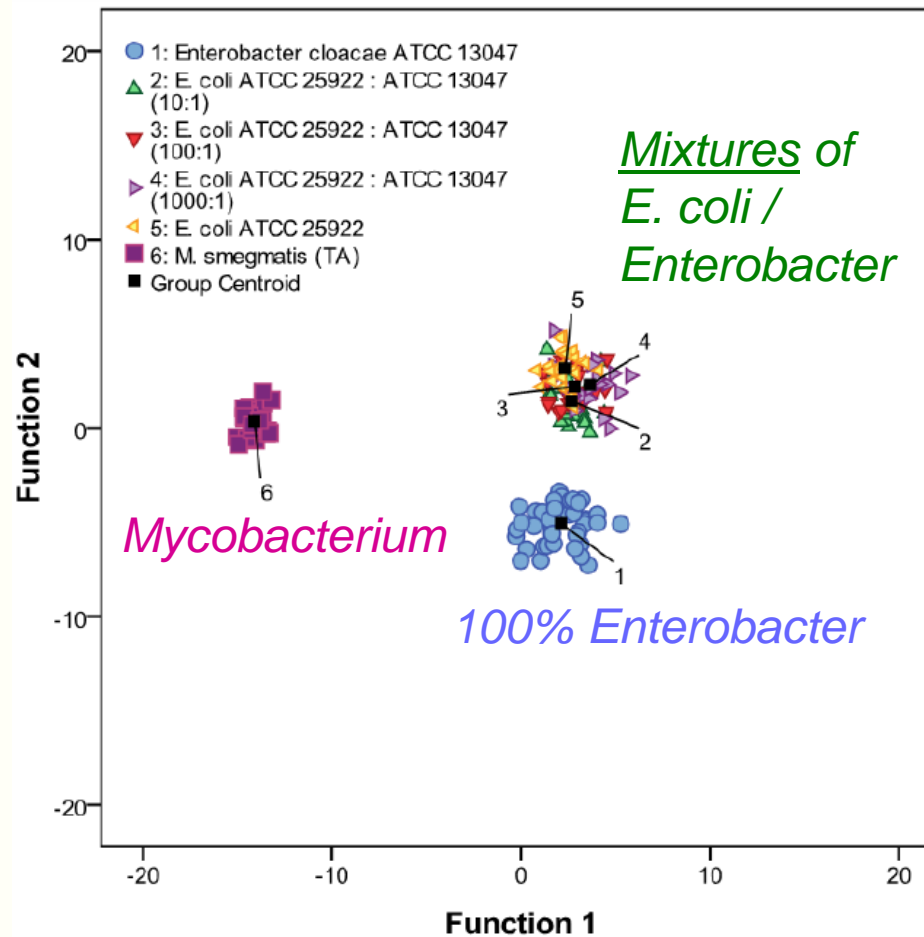 1: Enterobacter cloacae ATCC 13047
2: E. coli ATCC 25922 : ATCC 13047
(10:1)
3: E. coli ATCC 25922 : ATCC 13047
(100:1)
4: E. coli ATCC 25922 : ATCC 13047
(1000:1)
5: E. coli ATCC 25922
6: M. smegmatis (TA)
Group Centroid
Mixtures of
E. coli /
Enterobacter
5
4
3
2
6
Mycobacterium
1
100% Enterobacter
Function 2
20
10
0
-10
-20
-20
-10
0
10
20
Function 1